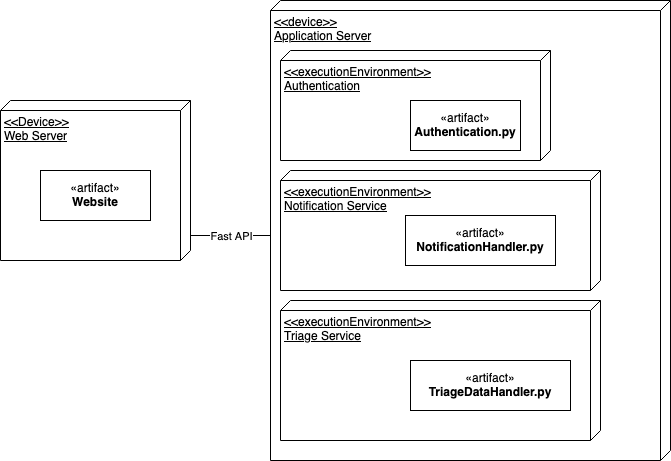 <<device>>
Application Server
<<executionEnvironment>>
Authentication
«artifact»
Authentication.py
<<Device>>
Web Server
«artifact»
Website
<<executionEnvironment>>
Notification Service
«artifact»
NotificationHandler.py
Fast API
<<executionEnvironment>>
Triage Service
«artifact»
TriageDataHandler.py